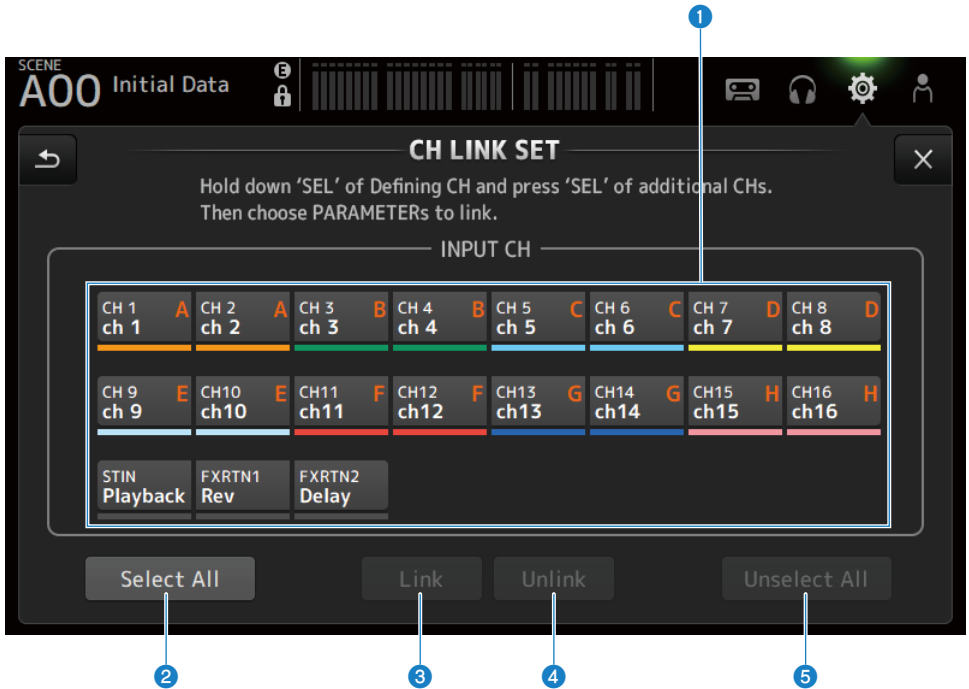 1
SCENE
A00 Initial Data E
CH LINK SET
Hold down ‘SEL’ of Defining CH and press ‘SEL’ of additional CHs.
Then choose PARAMETERs to link.
INPUT CH
CH 1 A CH 2 A CH 3 B CH 4 B CH 5 C CH 6 C CH 7 D CH 8 D
ch 1 ch 2 ch 3 ch 4 ch 5 ch 6 ch 7 ch 8
CH 9 E CH10 E CH11 F CH12 F CH13 G CH14 G CH15 H CH16 H
ch 9 ch10 ch11 ch12 ch13 ch14 ch15 ch16
STIN FXRTN1 FXRTN2
Playback Rev Delay
Select All Link Unlink Unselect All
2 3 4 5